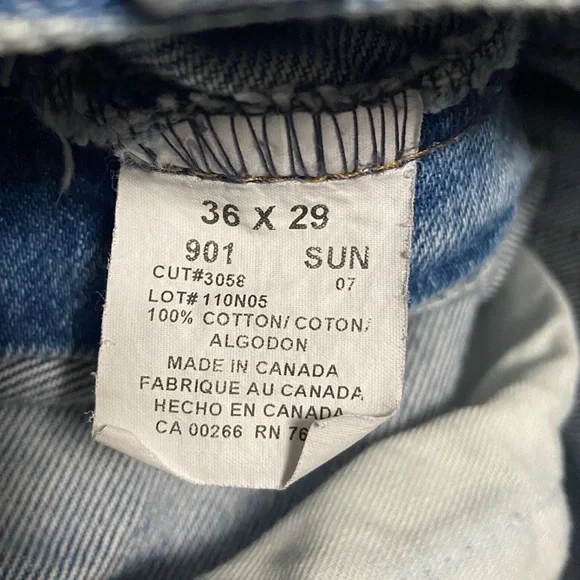 36 X 29
901 SUN
CUT#3058 07
LOT#110N05
100% COTTON/COTON/
ALGODON
MADE IN CANADA
FABRIQUE AU CANADA
HECHO EN CANADA
CA 00266 RN 76